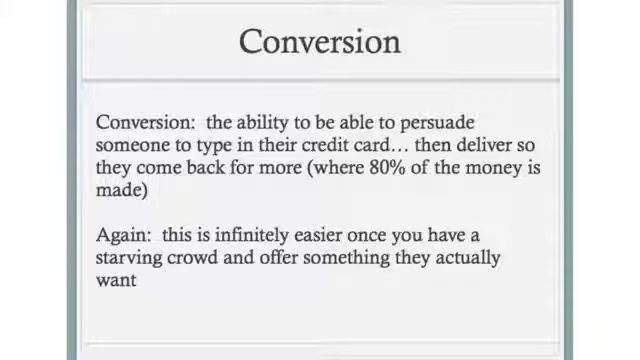 Conversion
Conversion:  the ability to be able to persuade
someone to type in their credit card… then deliver so
they come back for more (where 80% of the money is
made)
Again:  this is infinitely easier once you have a
starving crowd and offer something they actually
want